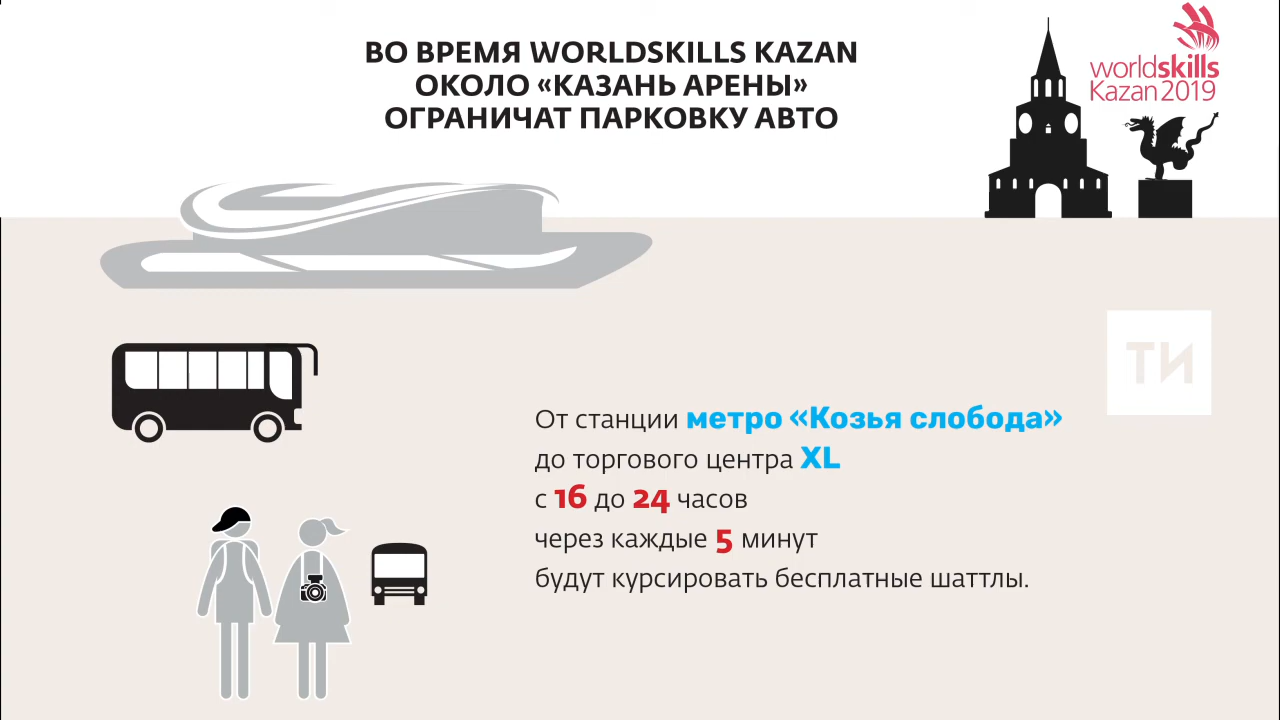 ВО ВРЕМЯ WORLDSKILLS KAZAN
ОКОЛО «КАЗАНЬ АРЕНЫ»
ОГРАНИЧАТ ПАРКОВКУ АВТО
worldskills
Kazan 2019
ТИ
От станции метро «Козья слобода»
до торгового центра XL
с 16 до 24 часов
через каждые 5 минут
будут курсировать бесплатные шаттлы.